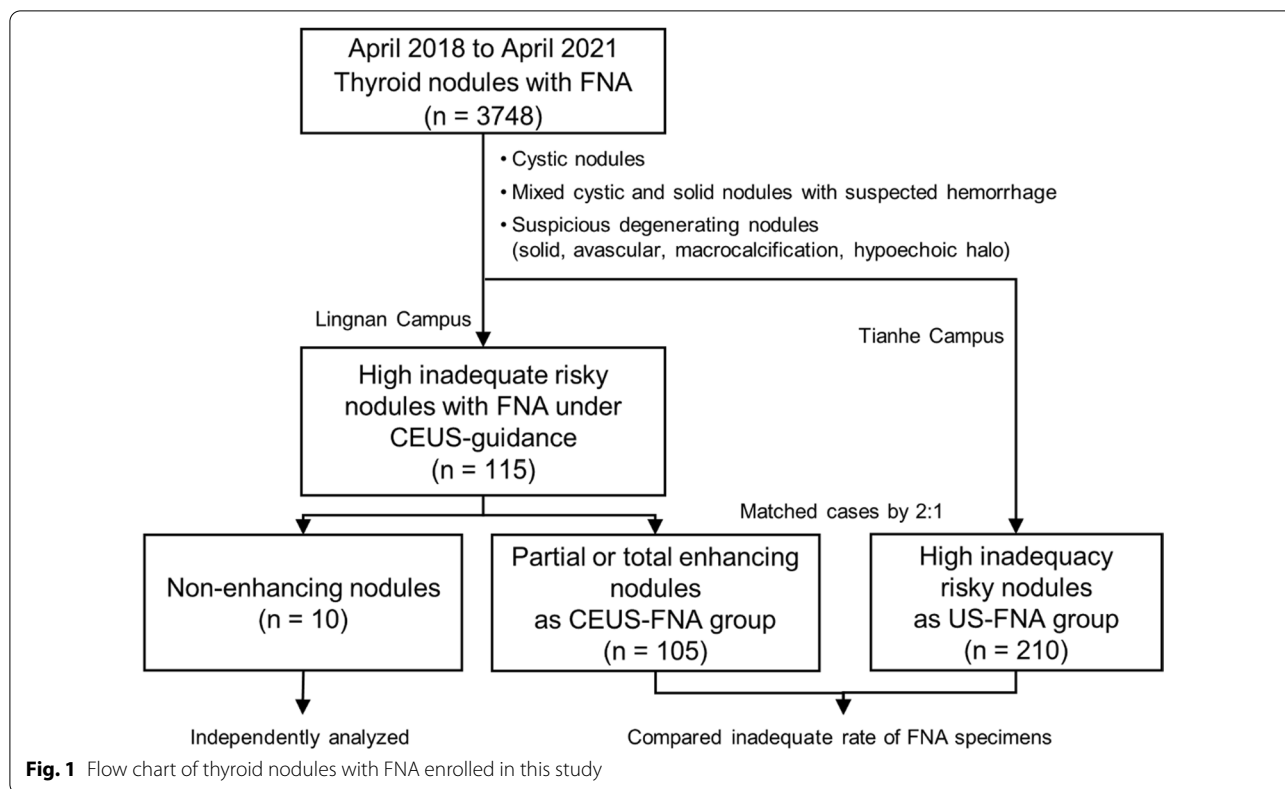 April 2018 to April 2021
Thyroid nodules with FNA
(n = 3748)
• Cystic nodules
• Mixed cystic and solid nodules with suspected hemorrhage
• Suspicious degenerating nodules
(solid, avascular, macrocalcification, hypoechoic halo)
Lingnan Campus
Tianhe Campus
High inadequate risky
nodules with FNA under
CEUS-guidance
(n = 115)
Matched cases by 2:1
Non-enhancing nodules
(n = 10)
Partial or total enhancing
nodules
as CEUS-FNA group
(n = 105)
High inadequacy
risky nodules
as US-FNA group
(n = 210)
Independently analyzed
Compared inadequate rate of FNA specimens
Fig. 1 Flow chart of thyroid nodules with FNA enrolled in this study